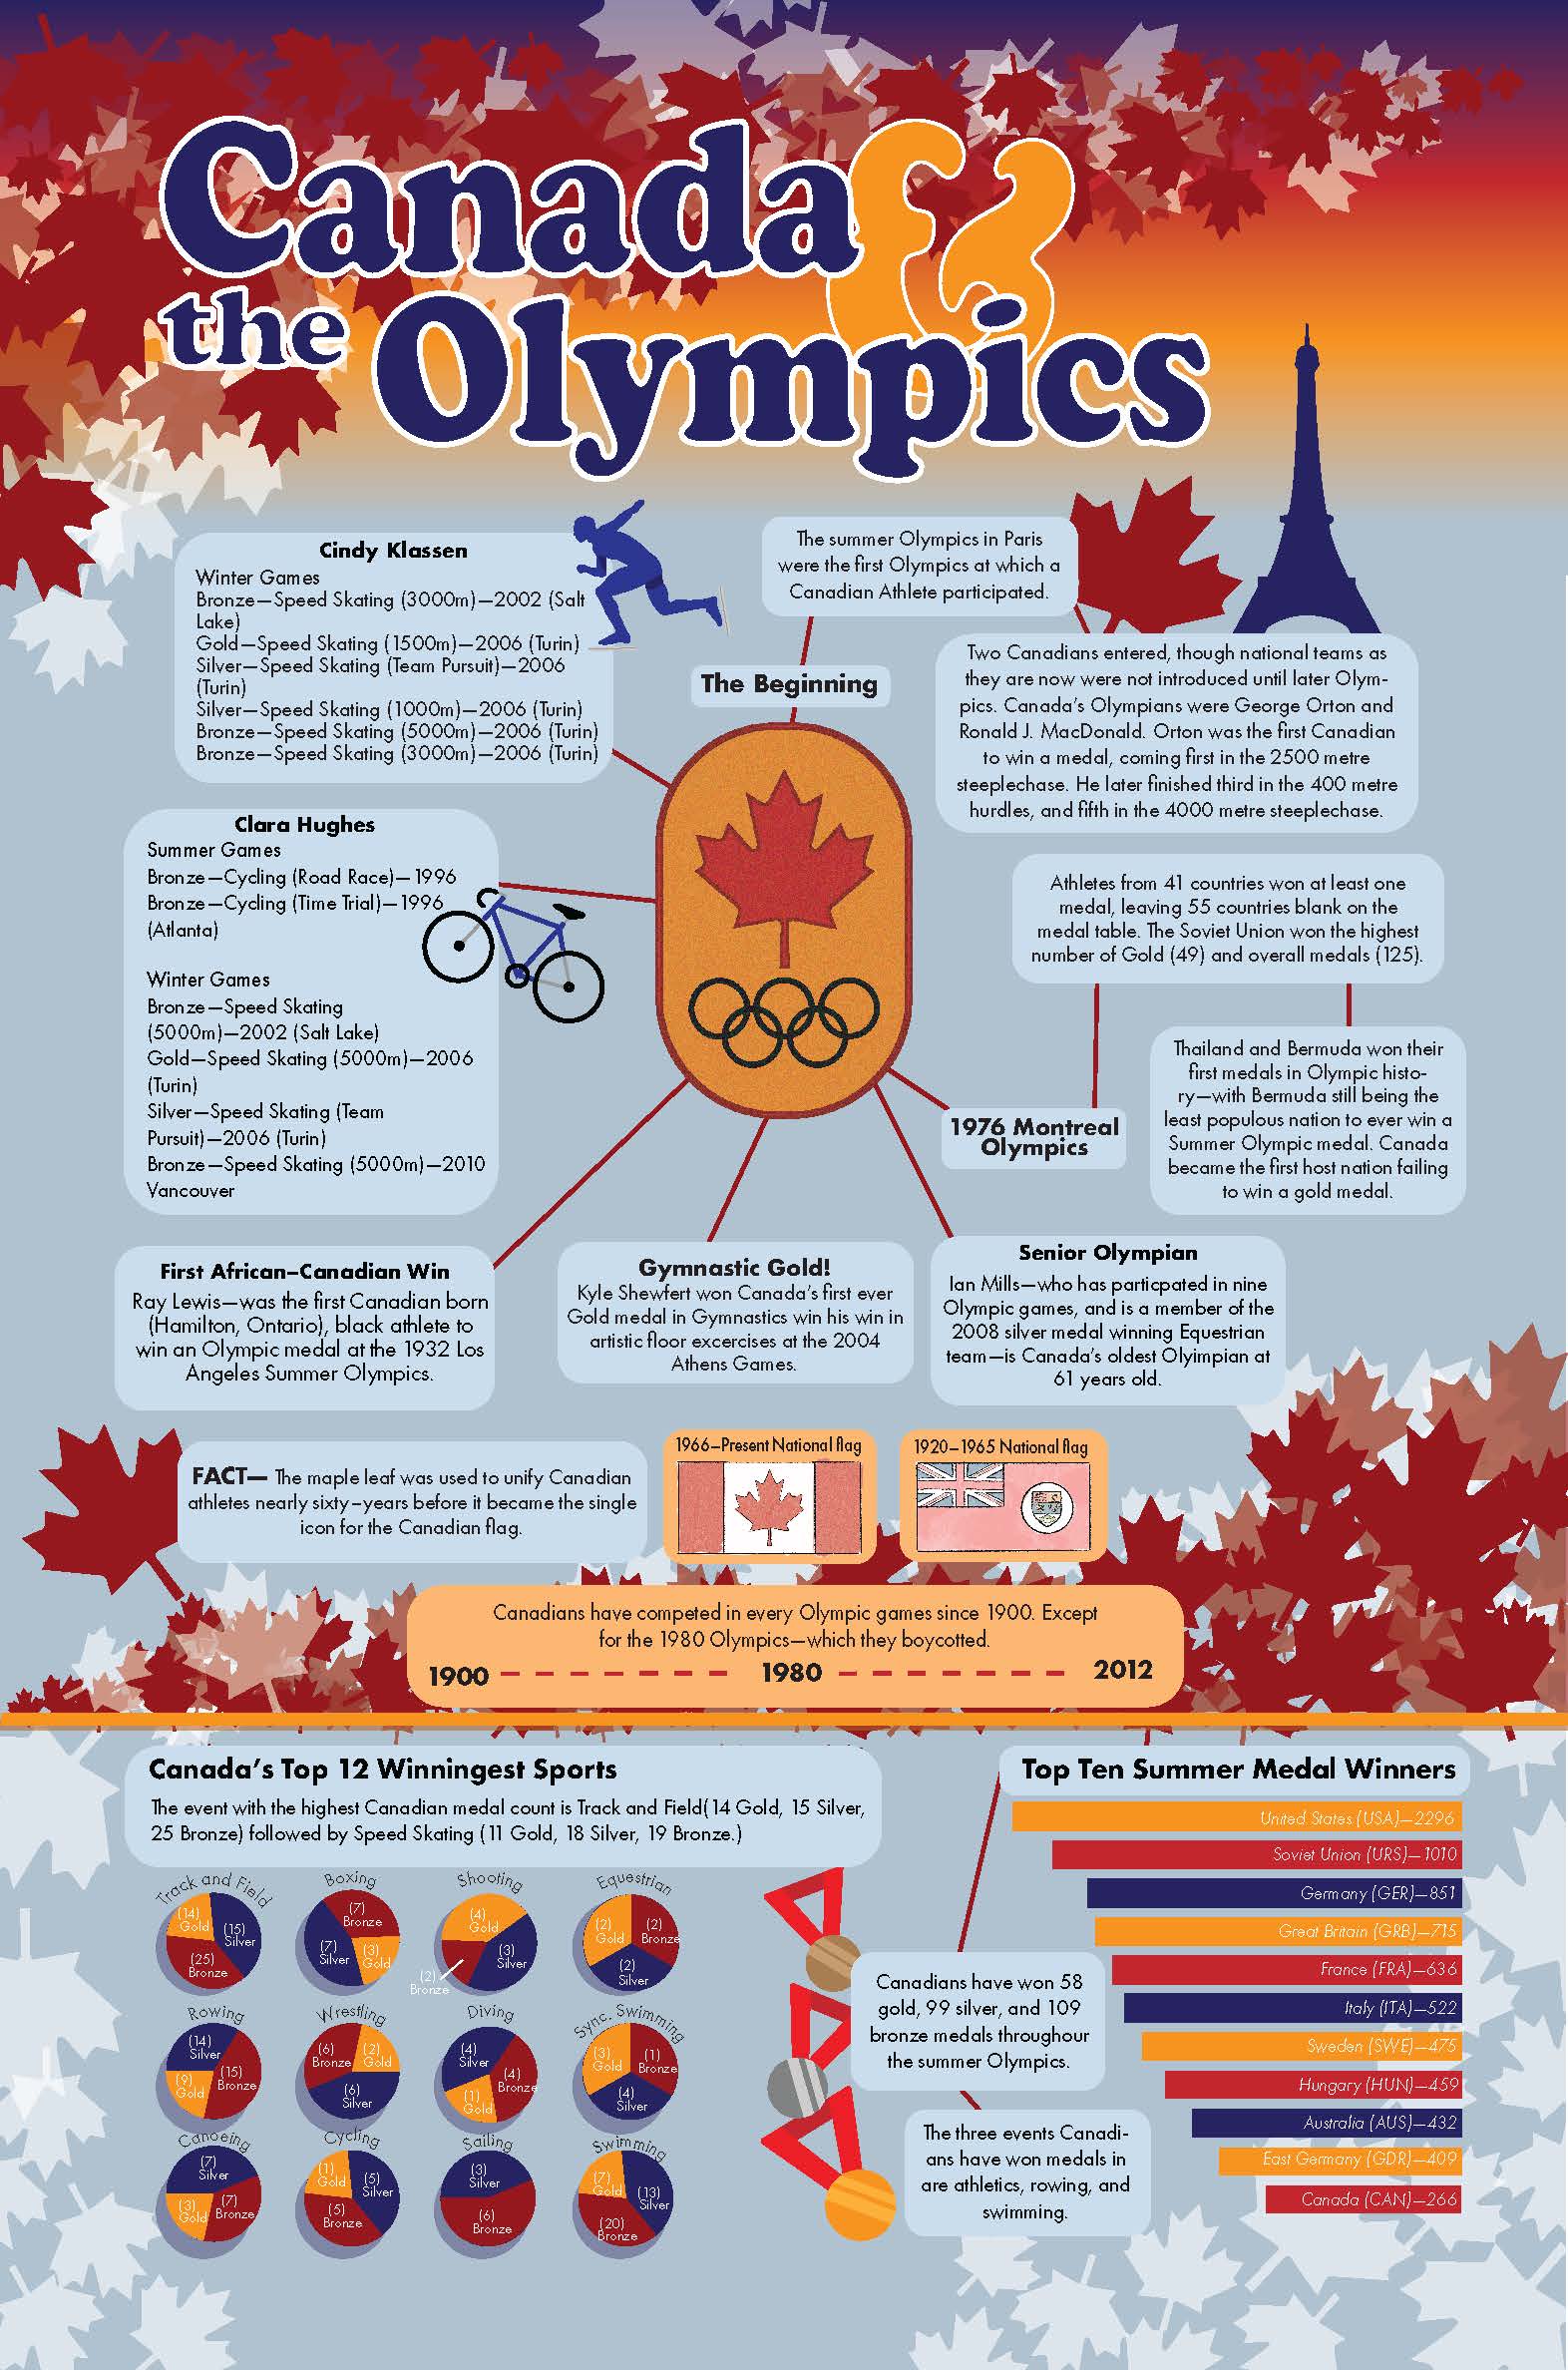 Canada &
the Olympics
Cindy Klassen
Winter Games
Bronze—Speed Skating (3000m)—2002 (Salt
Lake)
Gold—Speed Skating (1500m)—2006 (Turin)
Silver—Speed Skating (Team Pursuit)—2006
(Turin)
Silver—Speed Skating (1000m)—2006 (Turin)
Bronze—Speed Skating (5000m)—2006 (Turin)
Bronze—Speed Skating (3000m)—2006 (Turin)
The summer Olympics in Paris
were the first Olympics at which a
Canadian Athlete participated.
The Beginning
Two Canadians entered, though national teams as
they are now were not introduced until later Olym-
pics. Canada's Olympians were George Orton and
Ronald J. MacDonald. Orton was the first Canadian
to win a medal, coming first in the 2500 metre
steeplechase. He later finished third in the 400 metre
hurdles, and fifth in the 4000 metre steeplechase.
Clara Hughes
Summer Games
Bronze—Cycling (Road Race)—1996
Bronze—Cycling (Time Trial)—1996
(Atlanta)
Winter Games
Bronze—Speed Skating
(5000m)—2002 (Salt Lake)
Gold—Speed Skating (5000m)—2006
(Turin)
Silver—Speed Skating (Team
Pursuit)—2006 (Turin)
Bronze—Speed Skating (5000m)—2010
Vancouver
Athletes from 41 countries won at least one
medal, leaving 55 countries blank on the
medal table. The Soviet Union won the highest
number of Gold (49) and overall medals (125).
Thailand and Bermuda won their
first medals in Olympic histo-
ry—with Bermuda still being the
least populous nation to ever win a
Summer Olympic medal. Canada
became the first host nation failing
to win a gold medal.
1976 Montreal
Olympics
First African-Canadian Win
Ray Lewis—was the first Canadian born
(Hamilton, Ontario), black athlete to
win an Olympic medal at the 1932 Los
Angeles Summer Olympics.
Gymnastic Gold!
Kyle Shewfert won Canada's first ever
Gold medal in Gymnastics win his win in
artistic floor excercises at the 2004
Athens Games.
Senior Olympian
Ian Mills—who has particpated in nine
Olympic games, and is a member of the
2008 silver medal winning Equestrian
team—is Canada's oldest Olyimpian at
61 years old.
FACT— The maple leaf was used to unify Canadian
athletes nearly sixty-years before it became the single
icon for the Canadian flag.
1966-Present National flag
1920-1965 National flag
Canadians have competed in every Olympic games since 1900. Except
for the 1980 Olympics—which they boycotted.
1900 1980 2012
Canada's Top 12 Winningest Sports
The event with the highest Canadian medal count is Track and Field(14 Gold, 15 Silver,
25 Bronze) followed by Speed Skating (11 Gold, 18 Silver, 19 Bronze.)
Track and Field
(14)
Gold
(15)
Silver
(25)
Bronze
Boxing
(7)
Bronze
(7)
Silver
(3)
Gold
Shooting
(4)
Gold
(3)
Silver
(2)
Bronze
Equestrian
(2)
Gold
(2)
Bronze
(2)
Silver
Rowing
(14)
Silver
(15)
Bronze
(9)
Gold
Wrestling
(6)
Bronze
(2)
Gold
(6)
Silver
Diving
(4)
Silver
(4)
Bronze
(1)
Gold
Sync. Swimming
(3)
Gold
(1)
Bronze
(4)
Silver
Canoeing
(7)
Silver
(3)
Gold
(7)
Bronze
Cycling
(1)
Gold
(5)
Silver
(5)
Bronze
Sailing
(3)
Silver
(6)
Bronze
Swimming
(7)
Gold
(13)
Silver
(20)
Bronze
Top Ten Summer Medal Winners
United States (USA)—2296
Soviet Union (URS)—1010
Germany (GER)—851
Great Britain (GRB)—715
France (FRA)—636
Italy (ITA)—522
Sweden (SWE)—475
Hungary (HUN)—459
Australia (AUS)—432
East Germany (GDR)—409
Canada (CAN)—266
Canadians have won 58
gold, 99 silver, and 109
bronze medals throughour
the summer Olympics.
The three events Canadi-
ans have won medals in
are athletics, rowing, and
swimming.